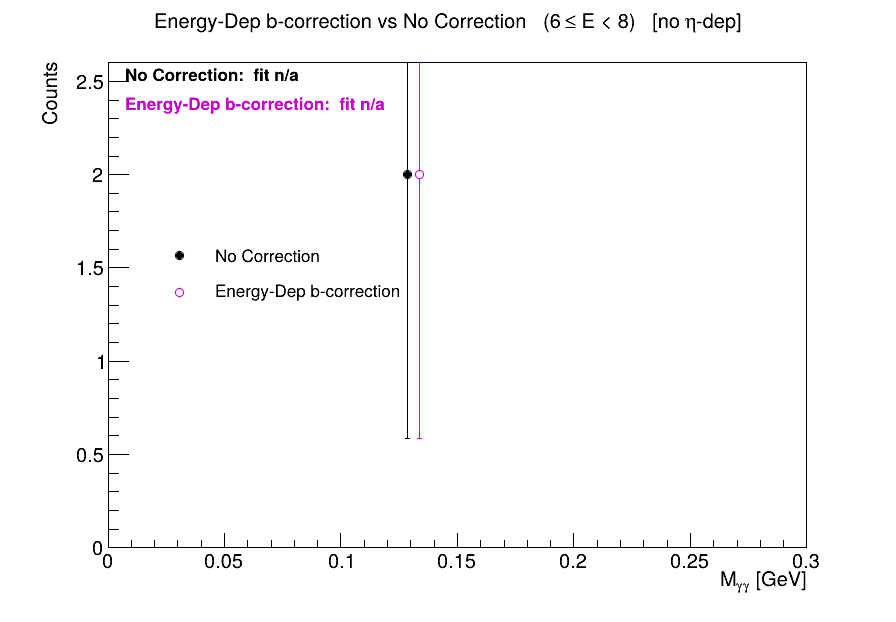 Energy-Dep b-correction vs No Correction (6 ≤ E < 8) [no η-dep]
Counts
No Correction: fit n/a
Energy-Dep b-correction: fit n/a
2.5
2
1.5
1
0.5
0
No Correction
Energy-Dep b-correction
0 0.05 0.1 0.15 0.2 0.25 0.3
Mγγ [GeV]